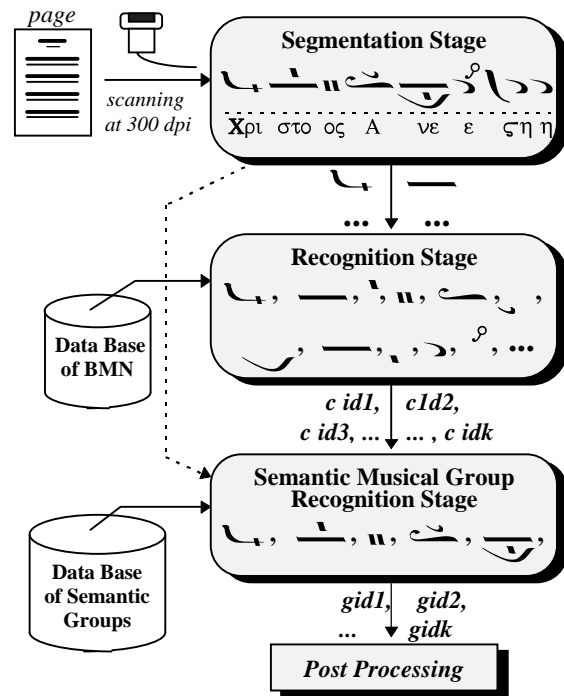 page
Segmentation Stage
scanning
at 300 dpi
Χρι στο ος Α νε ε ςη η
•••  •••
Recognition Stage
, , , , , ,
, , , , , •••
Data Base
of BMN
c id1, c1d2,
c id3, ... ... , c idk
Semantic Musical Group
Recognition Stage
, , , , ,
Data Base
of Semantic
Groups
gid1, gid2,
... gidk
Post Processing